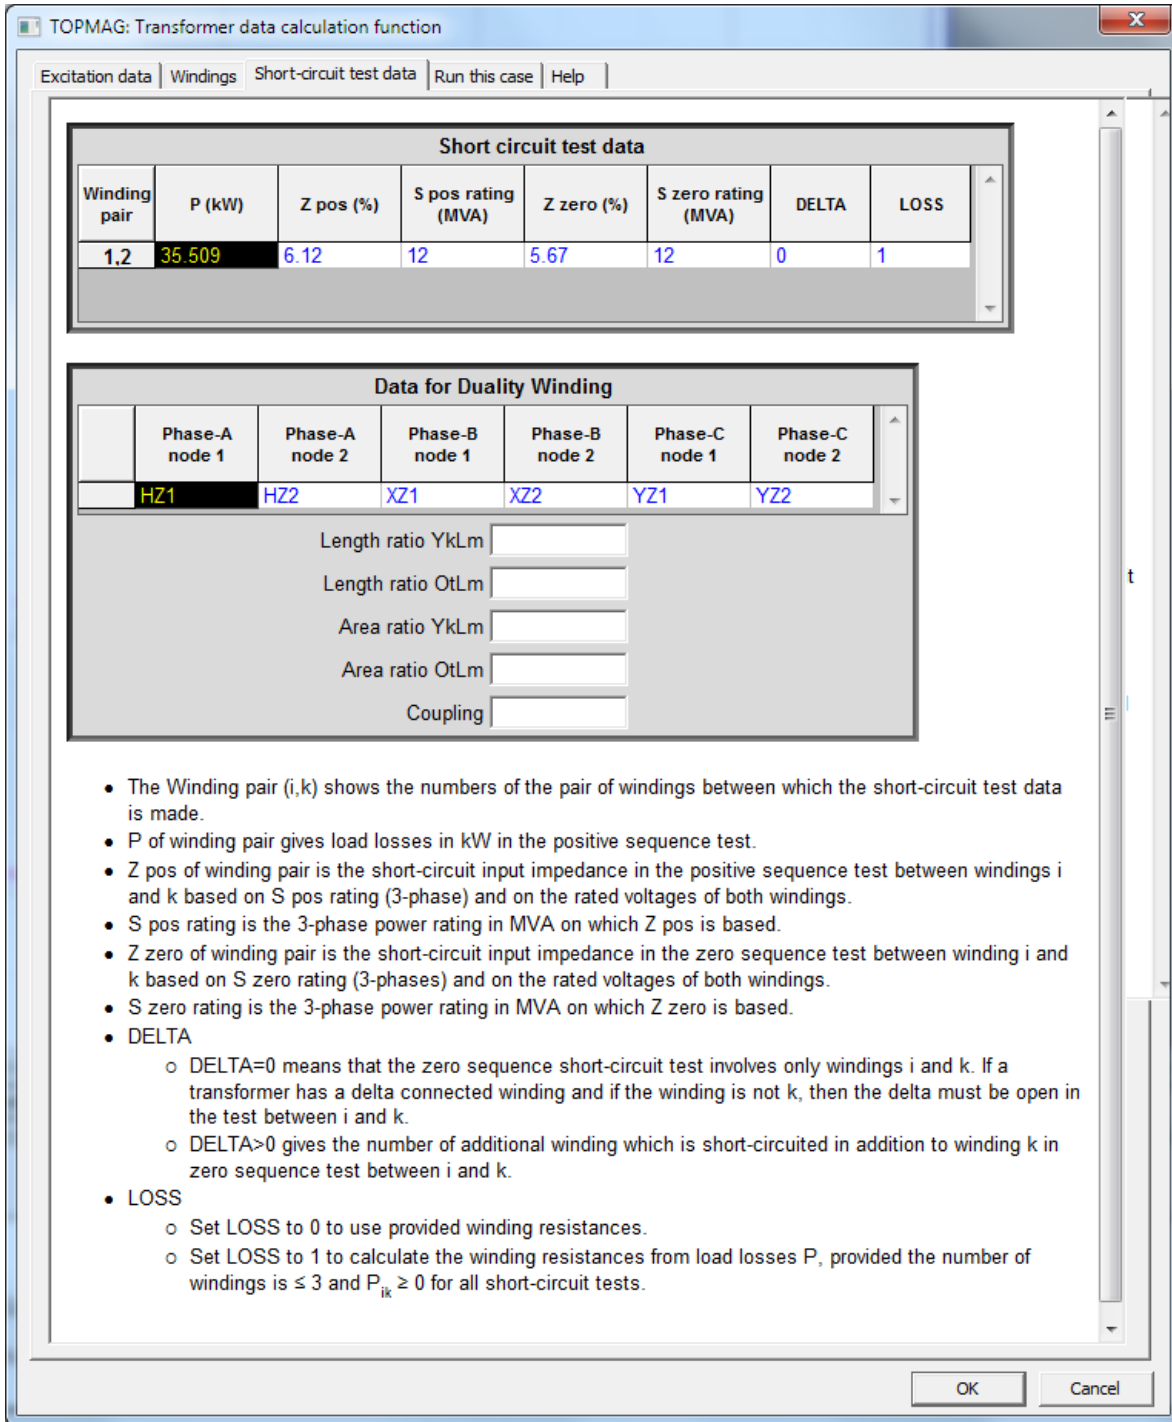 TOPMAG: Transformer data calculation function
Excitation data Windings Short-circuit test data Run this case Help
Short circuit test data
Winding pair P (kW) Z pos (%) S pos rating (MVA) Z zero (%) S zero rating (MVA) DELTA LOSS
1,2 35.509 6.12 12 5.67 12 0 1
Data for Duality Winding
Phase-A node 1 Phase-A node 2 Phase-B node 1 Phase-B node 2 Phase-C node 1 Phase-C node 2
HZ1 HZ2 XZ1 XZ2 YZ1 YZ2
Length ratio YkLm
Length ratio OtLm
t
Area ratio YkLm
Area ratio OtLm
Coupling
• The Winding pair (i,k) shows the numbers of the pair of windings between which the short-circuit test data
is made.
• P of winding pair gives load losses in kW in the positive sequence test.
• Z pos of winding pair is the short-circuit input impedance in the positive sequence test between windings i
and k based on S pos rating (3-phase) and on the rated voltages of both windings.
• S pos rating is the 3-phase power rating in MVA on which Z pos is based.
• Z zero of winding pair is the short-circuit input impedance in the zero sequence test between winding i and
k based on S zero rating (3-phases) and on the rated voltages of both windings.
• S zero rating is the 3-phase power rating in MVA on which Z zero is based.
• DELTA
o DELTA=0 means that the zero sequence short-circuit test involves only windings i and k. If a
transformer has a delta connected winding and if the winding is not k, then the delta must be open in
the test between i and k.
o DELTA>0 gives the number of additional winding which is short-circuited in addition to winding k in
zero sequence test between i and k.
• LOSS
o Set LOSS to 0 to use provided winding resistances.
o Set LOSS to 1 to calculate the winding resistances from load losses P, provided the number of
windings is ≤ 3 and Pik ≥ 0 for all short-circuit tests.
OK Cancel